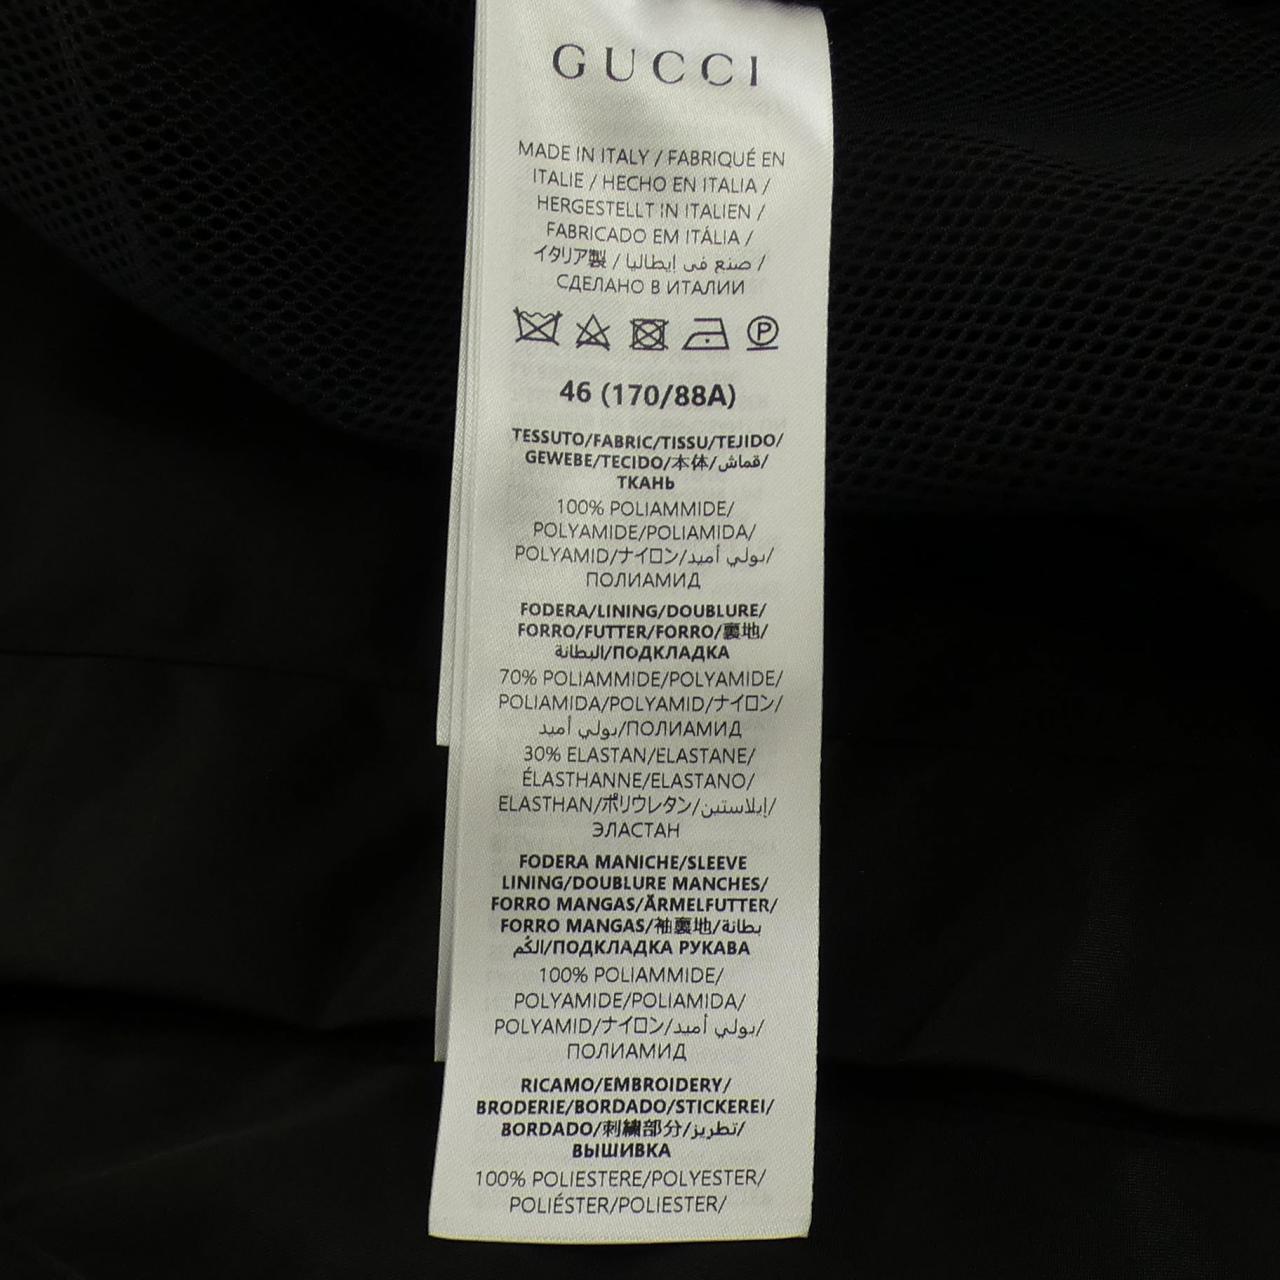 GUCCI
MADE IN ITALY / FABRIQUÉ EN
ITALIE / HECHO EN ITALIA /
HERGESTELLT IN ITALIEN /
FABRICADO EM ITÁLIA /
イタリア製 / صنع فى إيطاليا /
СДЕЛАНО В ИТАЛИИ
P
46 (170/88A)
TESSUTO/FABRIC/TISSU/TEJIDO/
GEWEBE/TECIDO/本体/قماش/
ТКАНЬ
100% POLIAMMIDE/
POLYAMIDE/POLIAMIDA/
POLYAMID/ナイロン/بولي أميد/
ПОЛИАМИД
FODERA/LINING/DOUBLURE/
FORRO/FUTTER/FORRO/裏地/
البطانة/ПОДКЛАДКА
70% POLIAMMIDE/POLYAMIDE/
POLIAMIDA/POLYAMID/ナイロン/
بولي أميد/ПОЛИАМИД
30% ELASTAN/ELASTANE/
ÉLASTHANNE/ELASTANO/
ELASTHAN/ポリウレタン/إيلاستين/
ЭЛАСТАН
FODERA MANICHE/SLEEVE
LINING/DOUBLURE MANCHES/
FORRO MANGAS/ÄRMELFUTTER/
FORRO MANGAS/袖裏地/بطانة
الكُم/ПОДКЛАДКА РУКАВА
100% POLIAMMIDE/
POLYAMIDE/POLIAMIDA/
POLYAMID/ナイロン/بولي أميد/
ПОЛИАМИД
RICAMO/EMBROIDERY/
BRODERIE/BORDADO/STICKEREI/
BORDADO/刺繍部分/تطريز/
ВЫШИВКА
100% POLIESTERE/POLYESTER/
POLIÉSTER/POLIESTER/